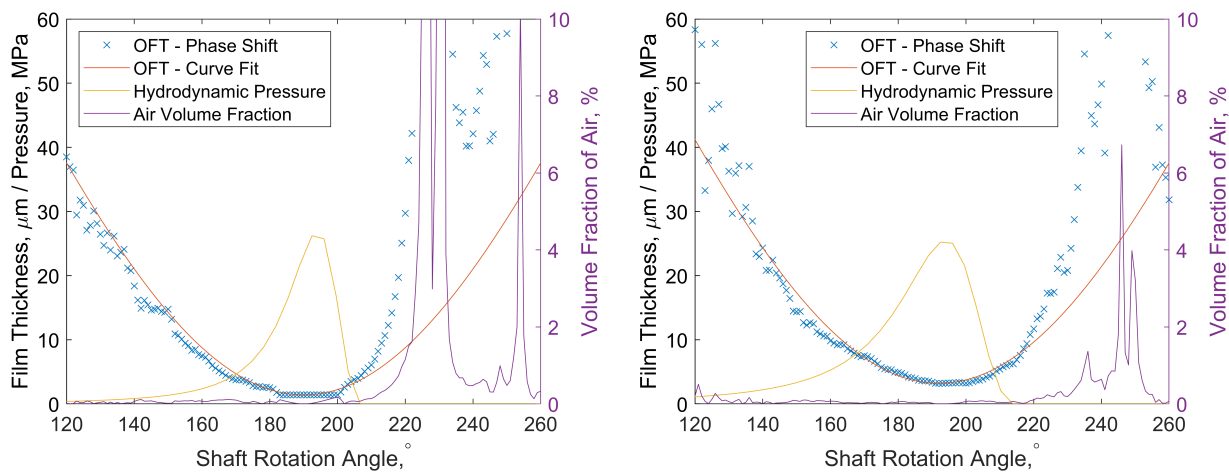 Film Thickness, μm / Pressure, MPa
60
50
40
30
20
10
0
OFT - Phase Shift
OFT - Curve Fit
Hydrodynamic Pressure
Air Volume Fraction
10
8
6
4
2
0
Volume Fraction of Air, %
120 140 160 180 200 220 240 260
Shaft Rotation Angle,°
Film Thickness, μm / Pressure, MPa
60
50
40
30
20
10
0
OFT - Phase Shift
OFT - Curve Fit
Hydrodynamic Pressure
Air Volume Fraction
10
8
6
4
2
0
Volume Fraction of Air, %
120 140 160 180 200 220 240 260
Shaft Rotation Angle,°